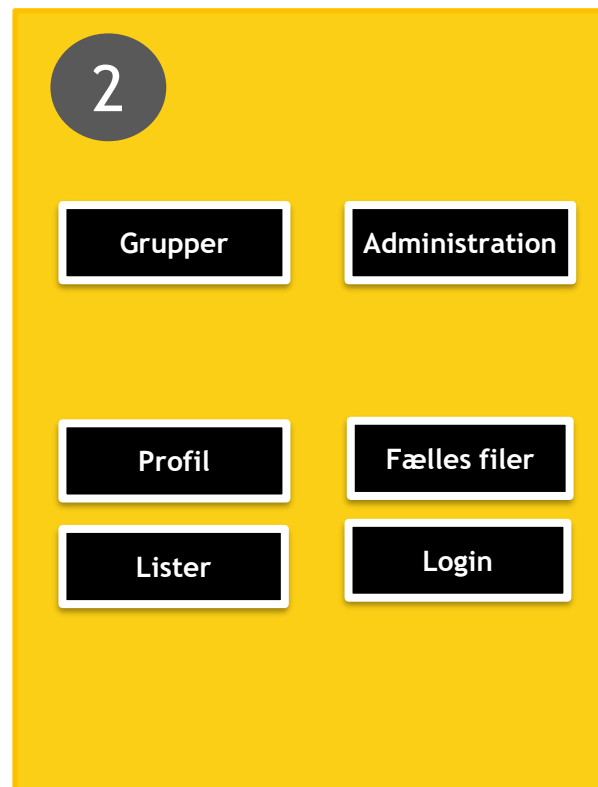 2
Grupper
Administration
Profil
Fælles filer
Lister
Login